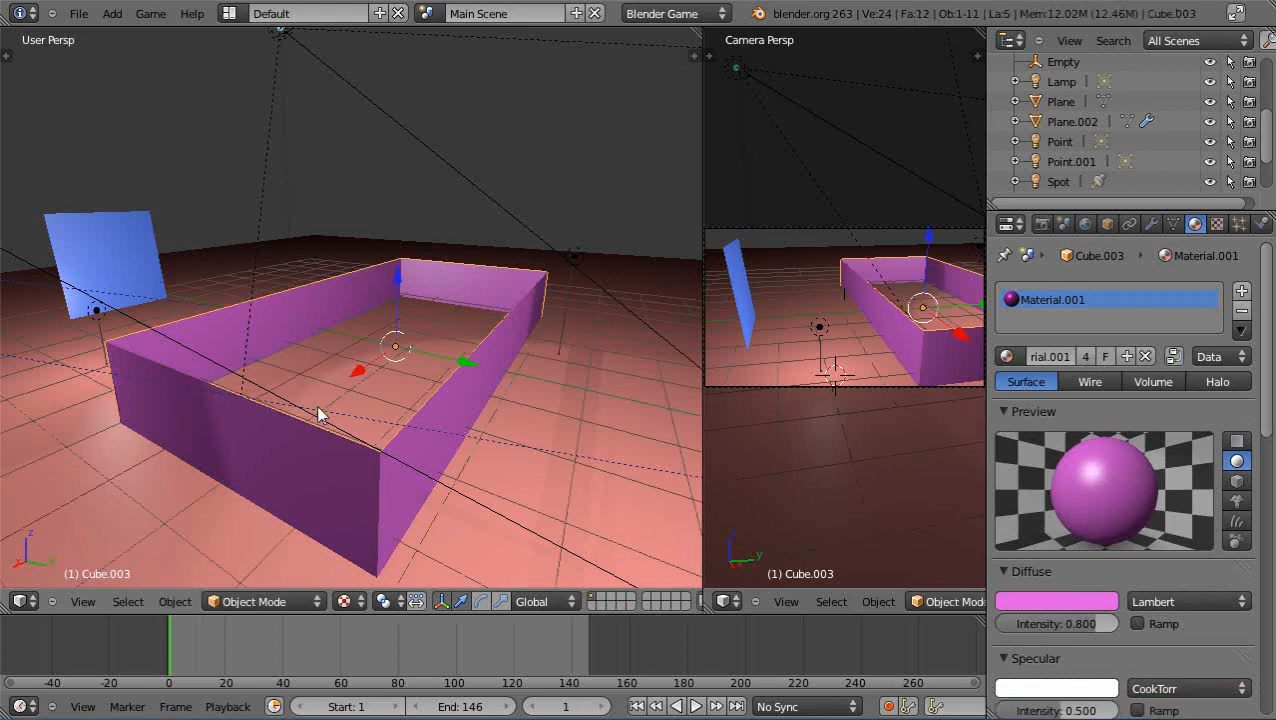 File Add Game Help Default Main Scene Blender Game blender.org 263 | Ve:24 | Fa:12 | Ob:1-11 | La:5 | Mem:12.02M (12.46M) | Cube.003
User Persp
Camera Persp
View Search All Scenes
Empty
Lamp
Plane
Plane.002
Point
Point.001
Spot
Cube.003 Material.001
Material.001
rial.001 4 F Data
Surface Wire Volume Halo
Preview
Diffuse
Lambert
Intensity: 0.800 Ramp
Specular
CookTorr
Intensity: 0.500 Ramp
z
y
x
z
y
(1) Cube.003
(1) Cube.003
View Select Object Object Mode Global
View Select Object Object Mod
-40 -20 0 20 40 60 80 100 120 140 160 180 200 220 240 260
View Marker Frame Playback Start: 1 End: 146 1 No Sync